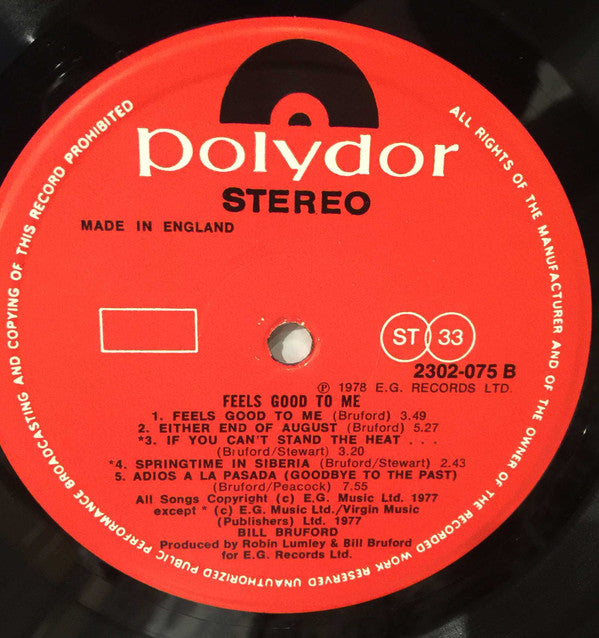 polydor
STEREO
MADE IN ENGLAND
ST 33
2302-075 B
℗ 1978 E.G. RECORDS LTD.
FEELS GOOD TO ME
1. FEELS GOOD TO ME (Bruford) 3.49
2. EITHER END OF AUGUST (Bruford) 5.27
*3. IF YOU CAN'T STAND THE HEAT . . .
(Bruford/Stewart) 3.20
*4. SPRINGTIME IN SIBERIA (Bruford/Stewart) 2.43
5. ADIOS A LA PASADA (GOODBYE TO THE PAST)
(Bruford/Peacock) 7.55
All Songs Copyright (c) E.G. Music Ltd. 1977
except * (c) E.G. Music Ltd./Virgin Music
(Publishers) Ltd. 1977
BILL BRUFORD
Produced by Robin Lumley & Bill Bruford
for E.G. Records Ltd.
ALL RIGHTS OF THE MANUFACTURER AND OF THE OWNER OF THE RECORDED WORK RESERVED UNAUTHORIZED PUBLIC PERFORMANCE BROADCASTING AND COPYING OF THIS RECORD PROHIBITED